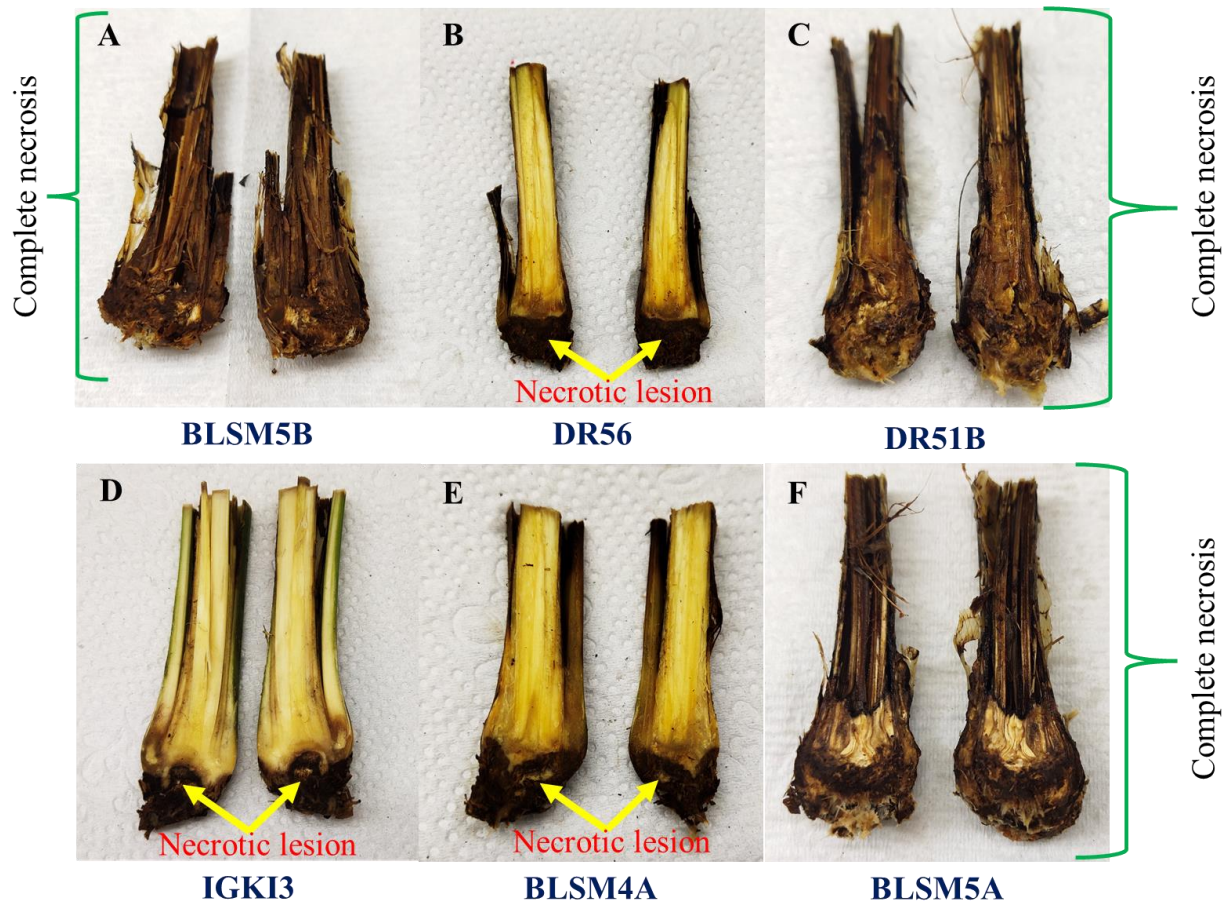 A
B
C
Complete necrosis
Complete necrosis
Necrotic lesion
BLSM5B
DR56
DR51B
D
E
F
Complete necrosis
Necrotic lesion
Necrotic lesion
IGKI3
BLSM4A
BLSM5A